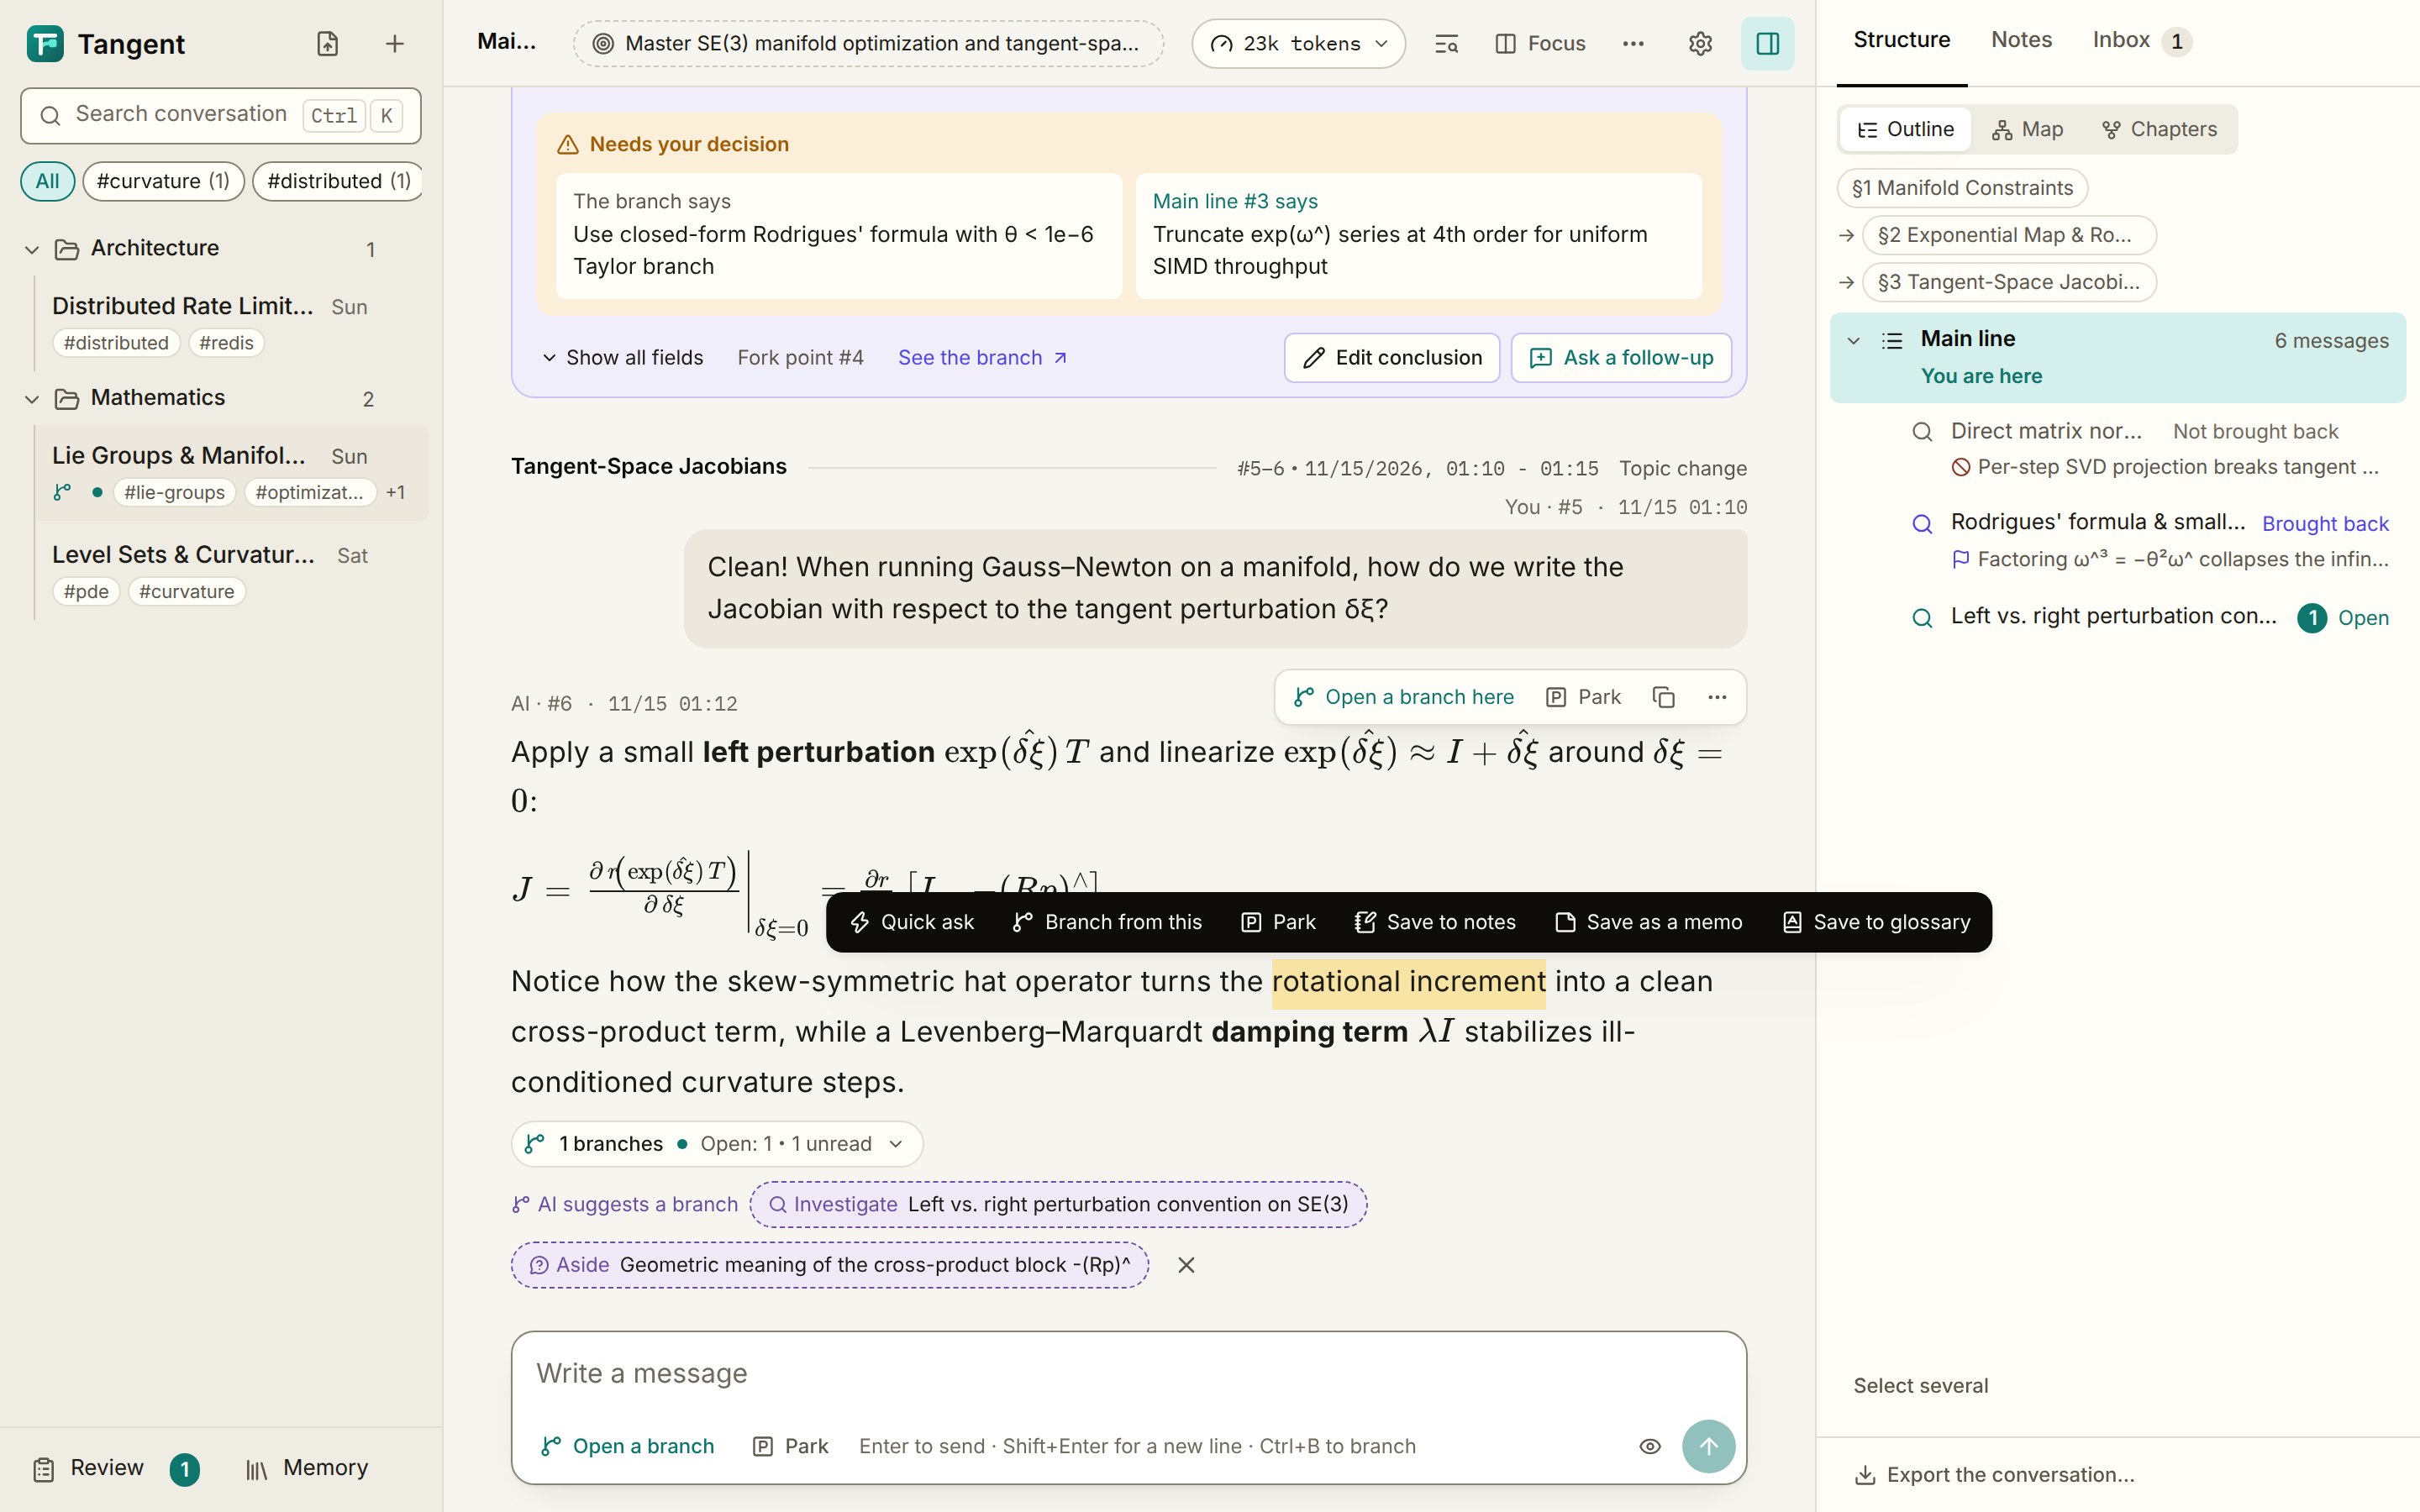 Tangent
Search conversation Ctrl K
All #curvature (1) #distributed (1)
Architecture 1
Distributed Rate Limit... Sun
#distributed #redis
Mathematics 2
Lie Groups & Manifol... Sun
#lie-groups #optimizat... +1
Level Sets & Curvatur... Sat
#pde #curvature
Review 1 Memory
Mai... Master SE(3) manifold optimization and tangent-spa... 23k tokens Focus
Needs your decision
The branch says
Use closed-form Rodrigues' formula with θ < 1e−6
Taylor branch
Main line #3 says
Truncate exp(ω^) series at 4th order for uniform
SIMD throughput
Show all fields Fork point #4 See the branch Edit conclusion Ask a follow-up
Tangent-Space Jacobians #5–6 • 11/15/2026, 01:10 - 01:15 Topic change
You · #5 · 11/15 01:10
Clean! When running Gauss–Newton on a manifold, how do we write the
Jacobian with respect to the tangent perturbation δξ?
AI · #6 · 11/15 01:12
Open a branch here Park
Apply a small left perturbation exp(δξ^) T and linearize exp(δξ^) ≈ I + δξ^ around δξ =
0:
J = ∂ r(exp(δξ^) T) / ∂ δξ |δξ=0 = ∂r [I −(Rp)^]
Quick ask Branch from this Park Save to notes Save as a memo Save to glossary
Notice how the skew-symmetric hat operator turns the rotational increment into a clean
cross-product term, while a Levenberg–Marquardt damping term λI stabilizes ill-
conditioned curvature steps.
1 branches Open: 1 • 1 unread
AI suggests a branch Investigate Left vs. right perturbation convention on SE(3)
Aside Geometric meaning of the cross-product block -(Rp)^
Write a message
Open a branch Park Enter to send · Shift+Enter for a new line · Ctrl+B to branch
Structure Notes Inbox 1
Outline Map Chapters
§1 Manifold Constraints
→ §2 Exponential Map & Ro...
→ §3 Tangent-Space Jacobi...
Main line 6 messages
You are here
Direct matrix nor... Not brought back
Per-step SVD projection breaks tangent ...
Rodrigues' formula & small... Brought back
Factoring ω^³ = −θ²ω^ collapses the infin...
Left vs. right perturbation con... 1 Open
Select several
Export the conversation...